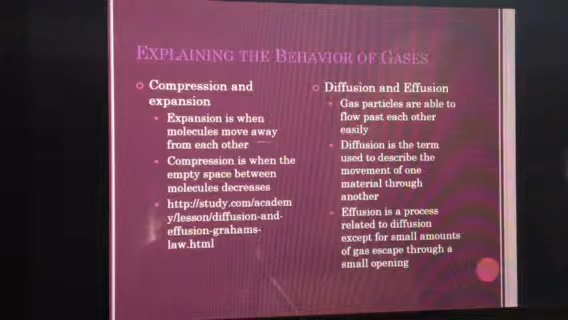 EXPLAINING THE BEHAVIOR OF GASES
Compression and
expansion
Expansion is when
molecules move away
from each other
Compression is when the
empty space between
molecules decreases
http://study.com/academ
y/lesson/diffusion-and-
effusion-grahams-
law.html
Diffusion and Effusion
Gas particles are able to
flow past each other
easily
Diffusion is the term
used to describe the
movement of one
material through
another
Effusion is a process
related to diffusion
except for small amounts
of gas escape through a
small opening